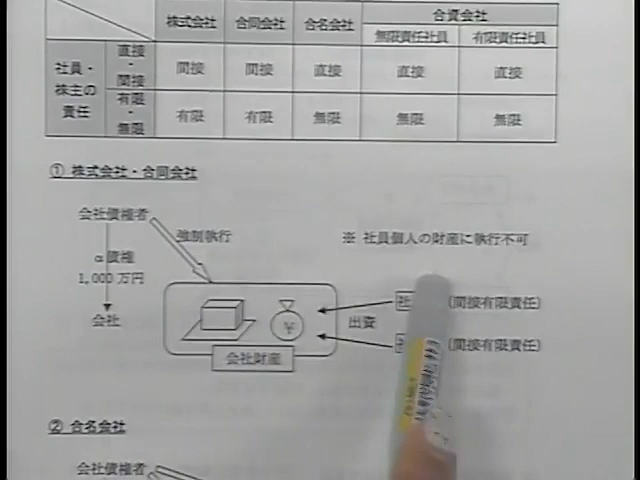 株式会社 合同会社 合名会社 合資会社
無限責任社員 有限責任社員
社員・株主の責任
直接・間接 間接 間接 直接 直接 直接
有限・無限 有限 有限 無限 無限 無限
① 株式会社・合同会社
会社債権者
強制執行
※ 社員個人の財産に執行不可
α債権
1,000万円
会社
¥
出資
(間接有限責任)
(間接有限責任)
会社財産
② 合名会社
会社債権者